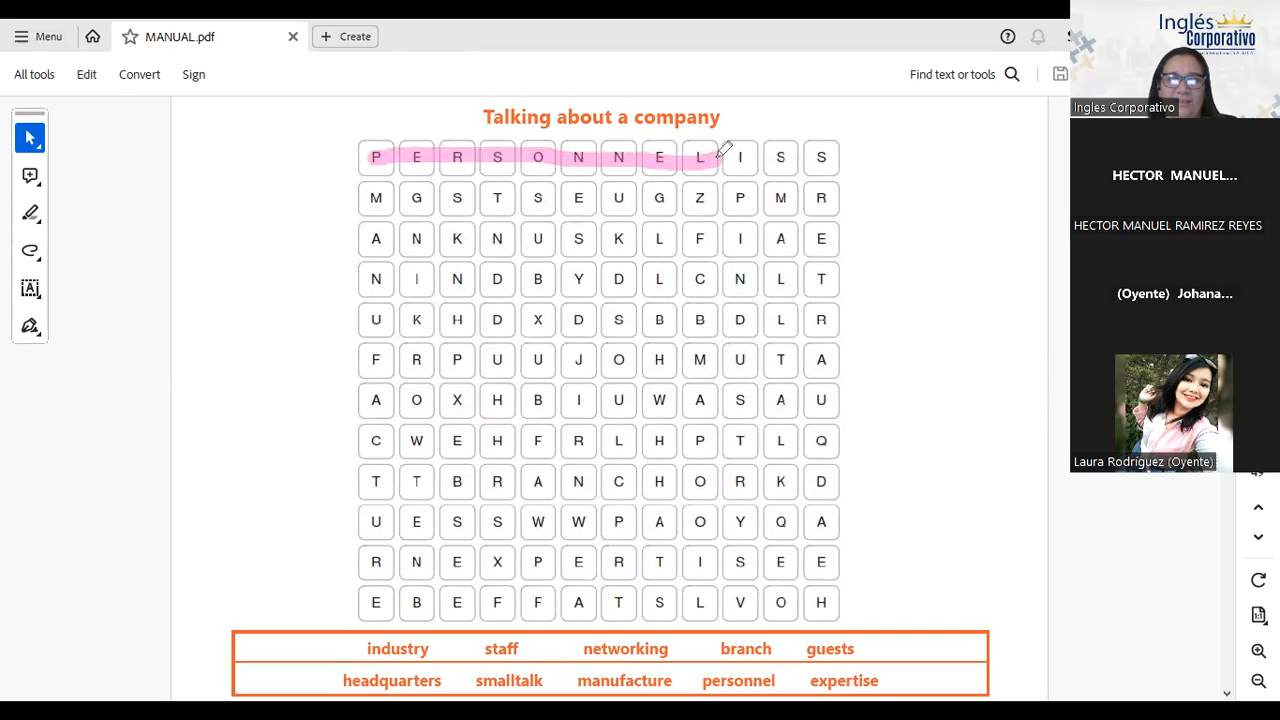 Menu
MANUAL.pdf
Create
All tools
Edit
Convert
Sign
Find text or tools
Inglés
Corporativo
Ingles Corporativo
HECTOR MANUEL...
HECTOR MANUEL RAMIREZ REYES
(Oyente) Johana...
Laura Rodríguez (Oyente)
Talking about a company
P E R S O N N E L I S S
M G S T S E U G Z P M R
A N K N U S K L F I A E
N I N D B Y D L C N L T
U K H D X D S B B D L R
F R P U U J O H M U T A
A O X H B I U W A S A U
C W E H F R L H P T L Q
T T B R A N C H O R K D
U E S S W W P A O Y Q A
R N E X P E R T I S E E
E B E F F A T S L V O H
industry staff networking branch guests
headquarters smalltalk manufacture personnel expertise